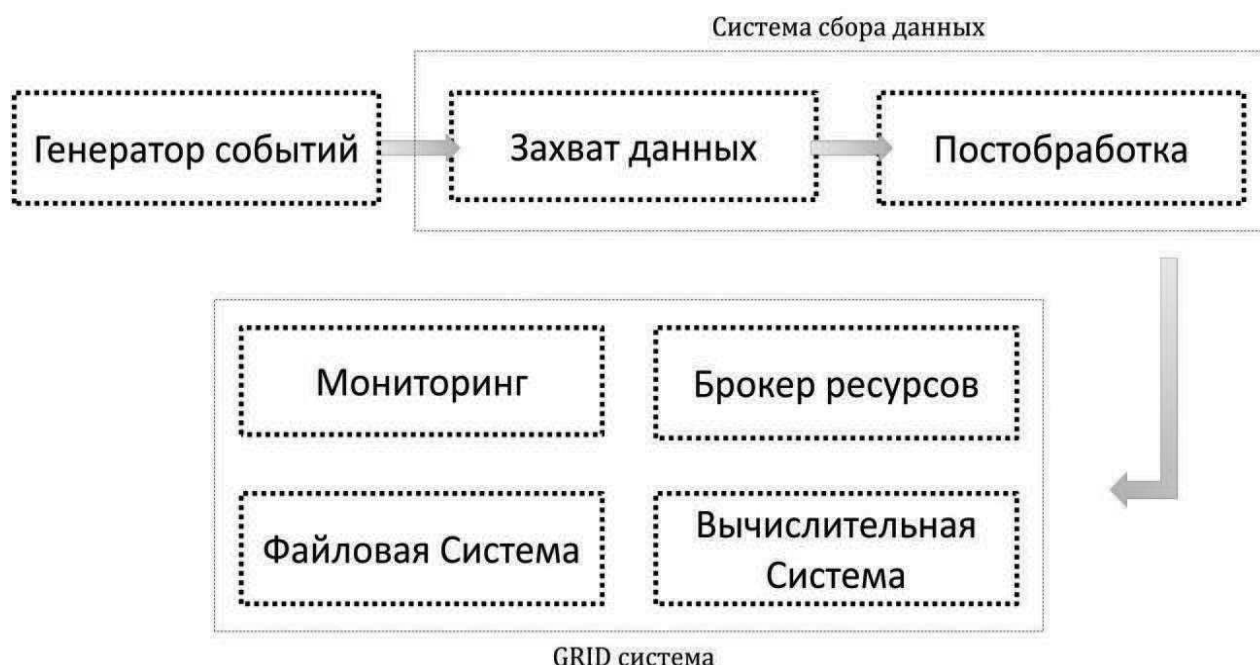 Система сбора данных
Генератор событий
Захват данных
Постобработка
Мониторинг
Брокер ресурсов
Файловая Система
Вычислительная
Система
GRID система